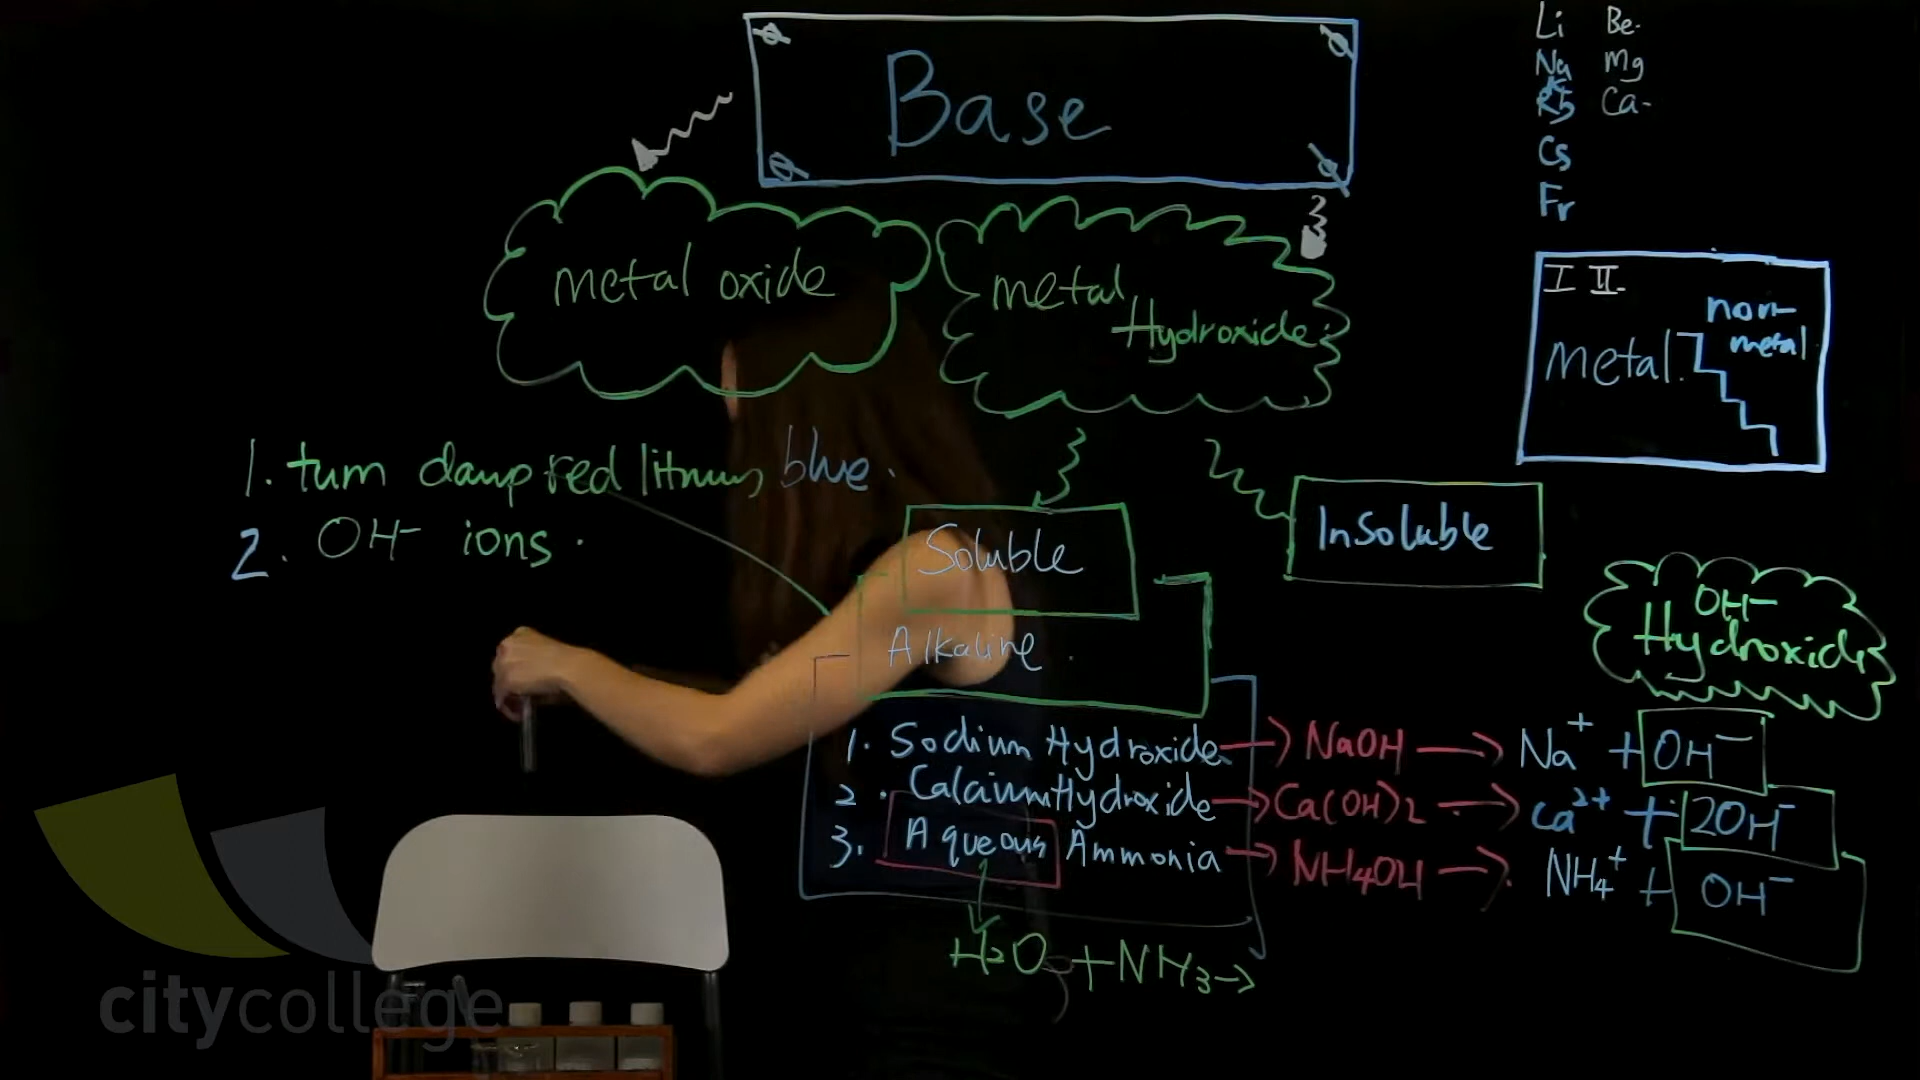 Base
Li Be
Na Mg
K
Rb Ca
Cs
Fr
metal oxide
metal Hydroxide
I II
non-metal
metal
1. turn damp red litmus blue.
2. OH- ions.
Soluble
InSoluble
Alkaline
OH-
Hydroxide
1. Sodium Hydroxide → NaOH → Na+ + OH-
2. Calcium Hydroxide → Ca(OH)2 → Ca2+ + 2OH-
3. Aqueous Ammonia → NH4OH → NH4+ + OH-
H2O + NH3 →
citycollege